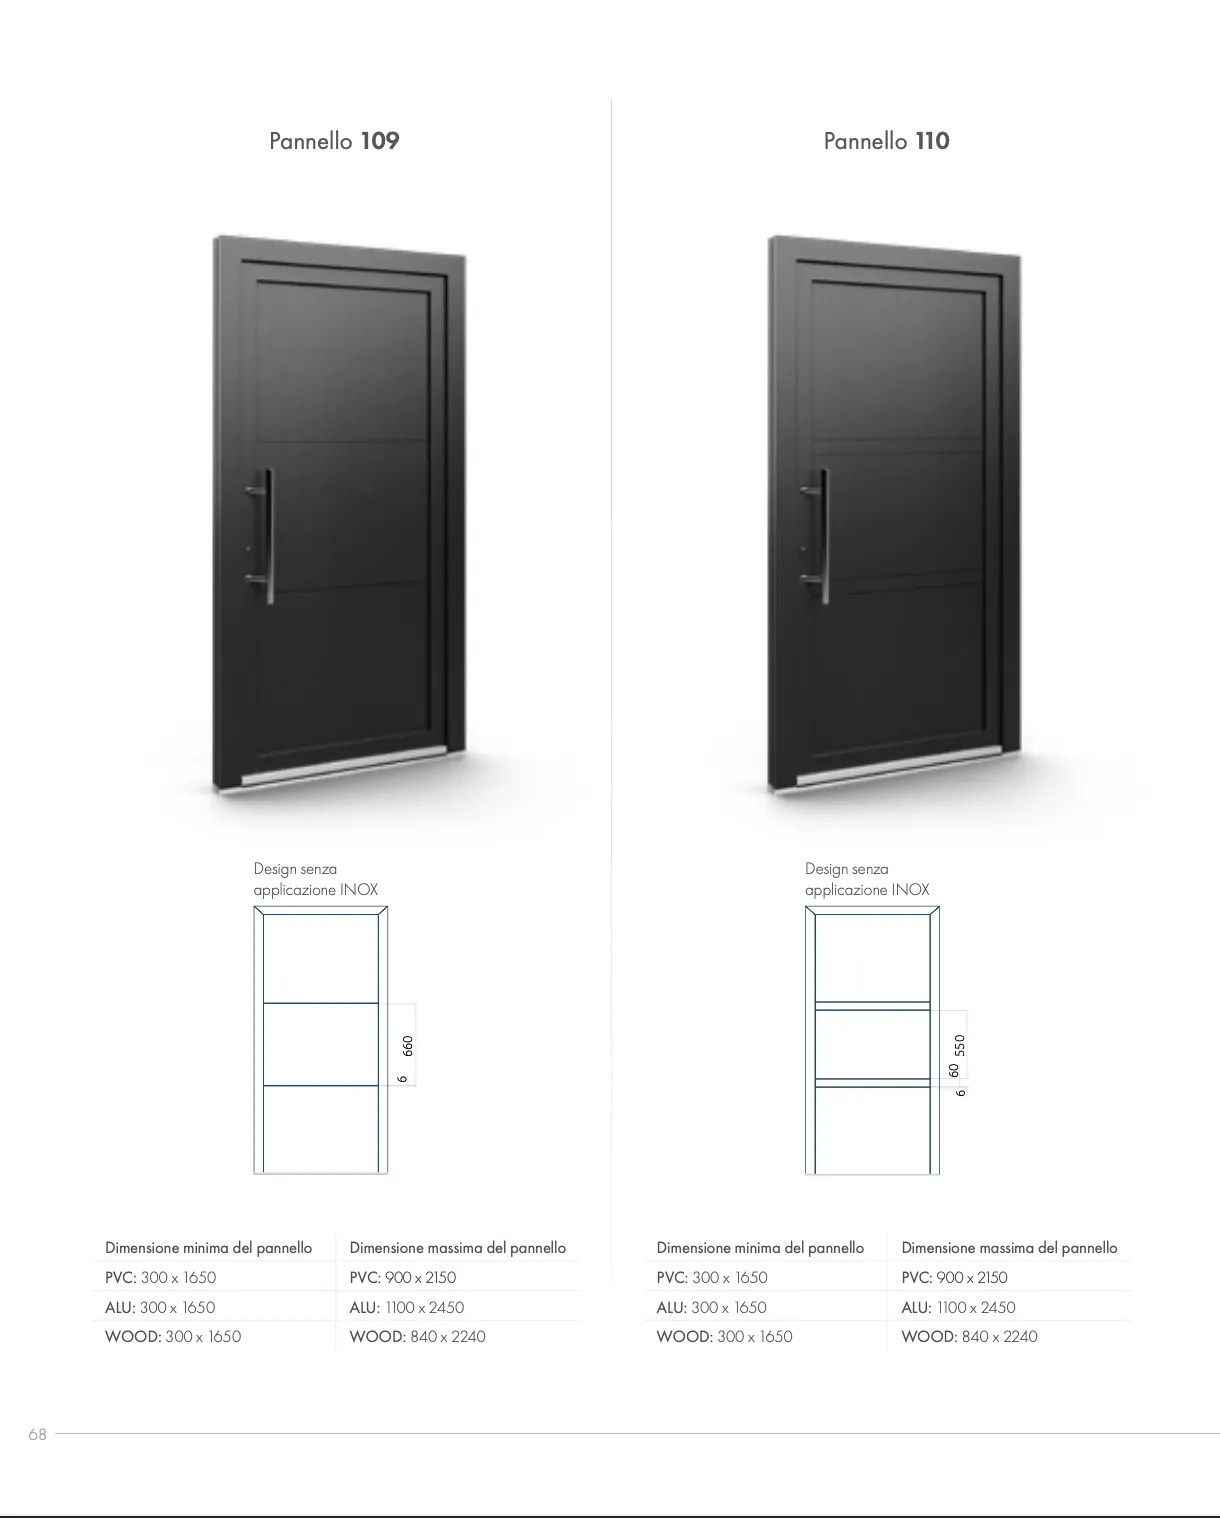 Pannello 109
Design senza
applicazione INOX
660
6
Dimensione minima del pannello
PVC: 300 x 1650
ALU: 300 x 1650
WOOD: 300 x 1650
Dimensione massima del pannello
PVC: 900 x 2150
ALU: 1100 x 2450
WOOD: 840 x 2240
Pannello 110
Design senza
applicazione INOX
550
60
6
Dimensione minima del pannello
PVC: 300 x 1650
ALU: 300 x 1650
WOOD: 300 x 1650
Dimensione massima del pannello
PVC: 900 x 2150
ALU: 1100 x 2450
WOOD: 840 x 2240
68